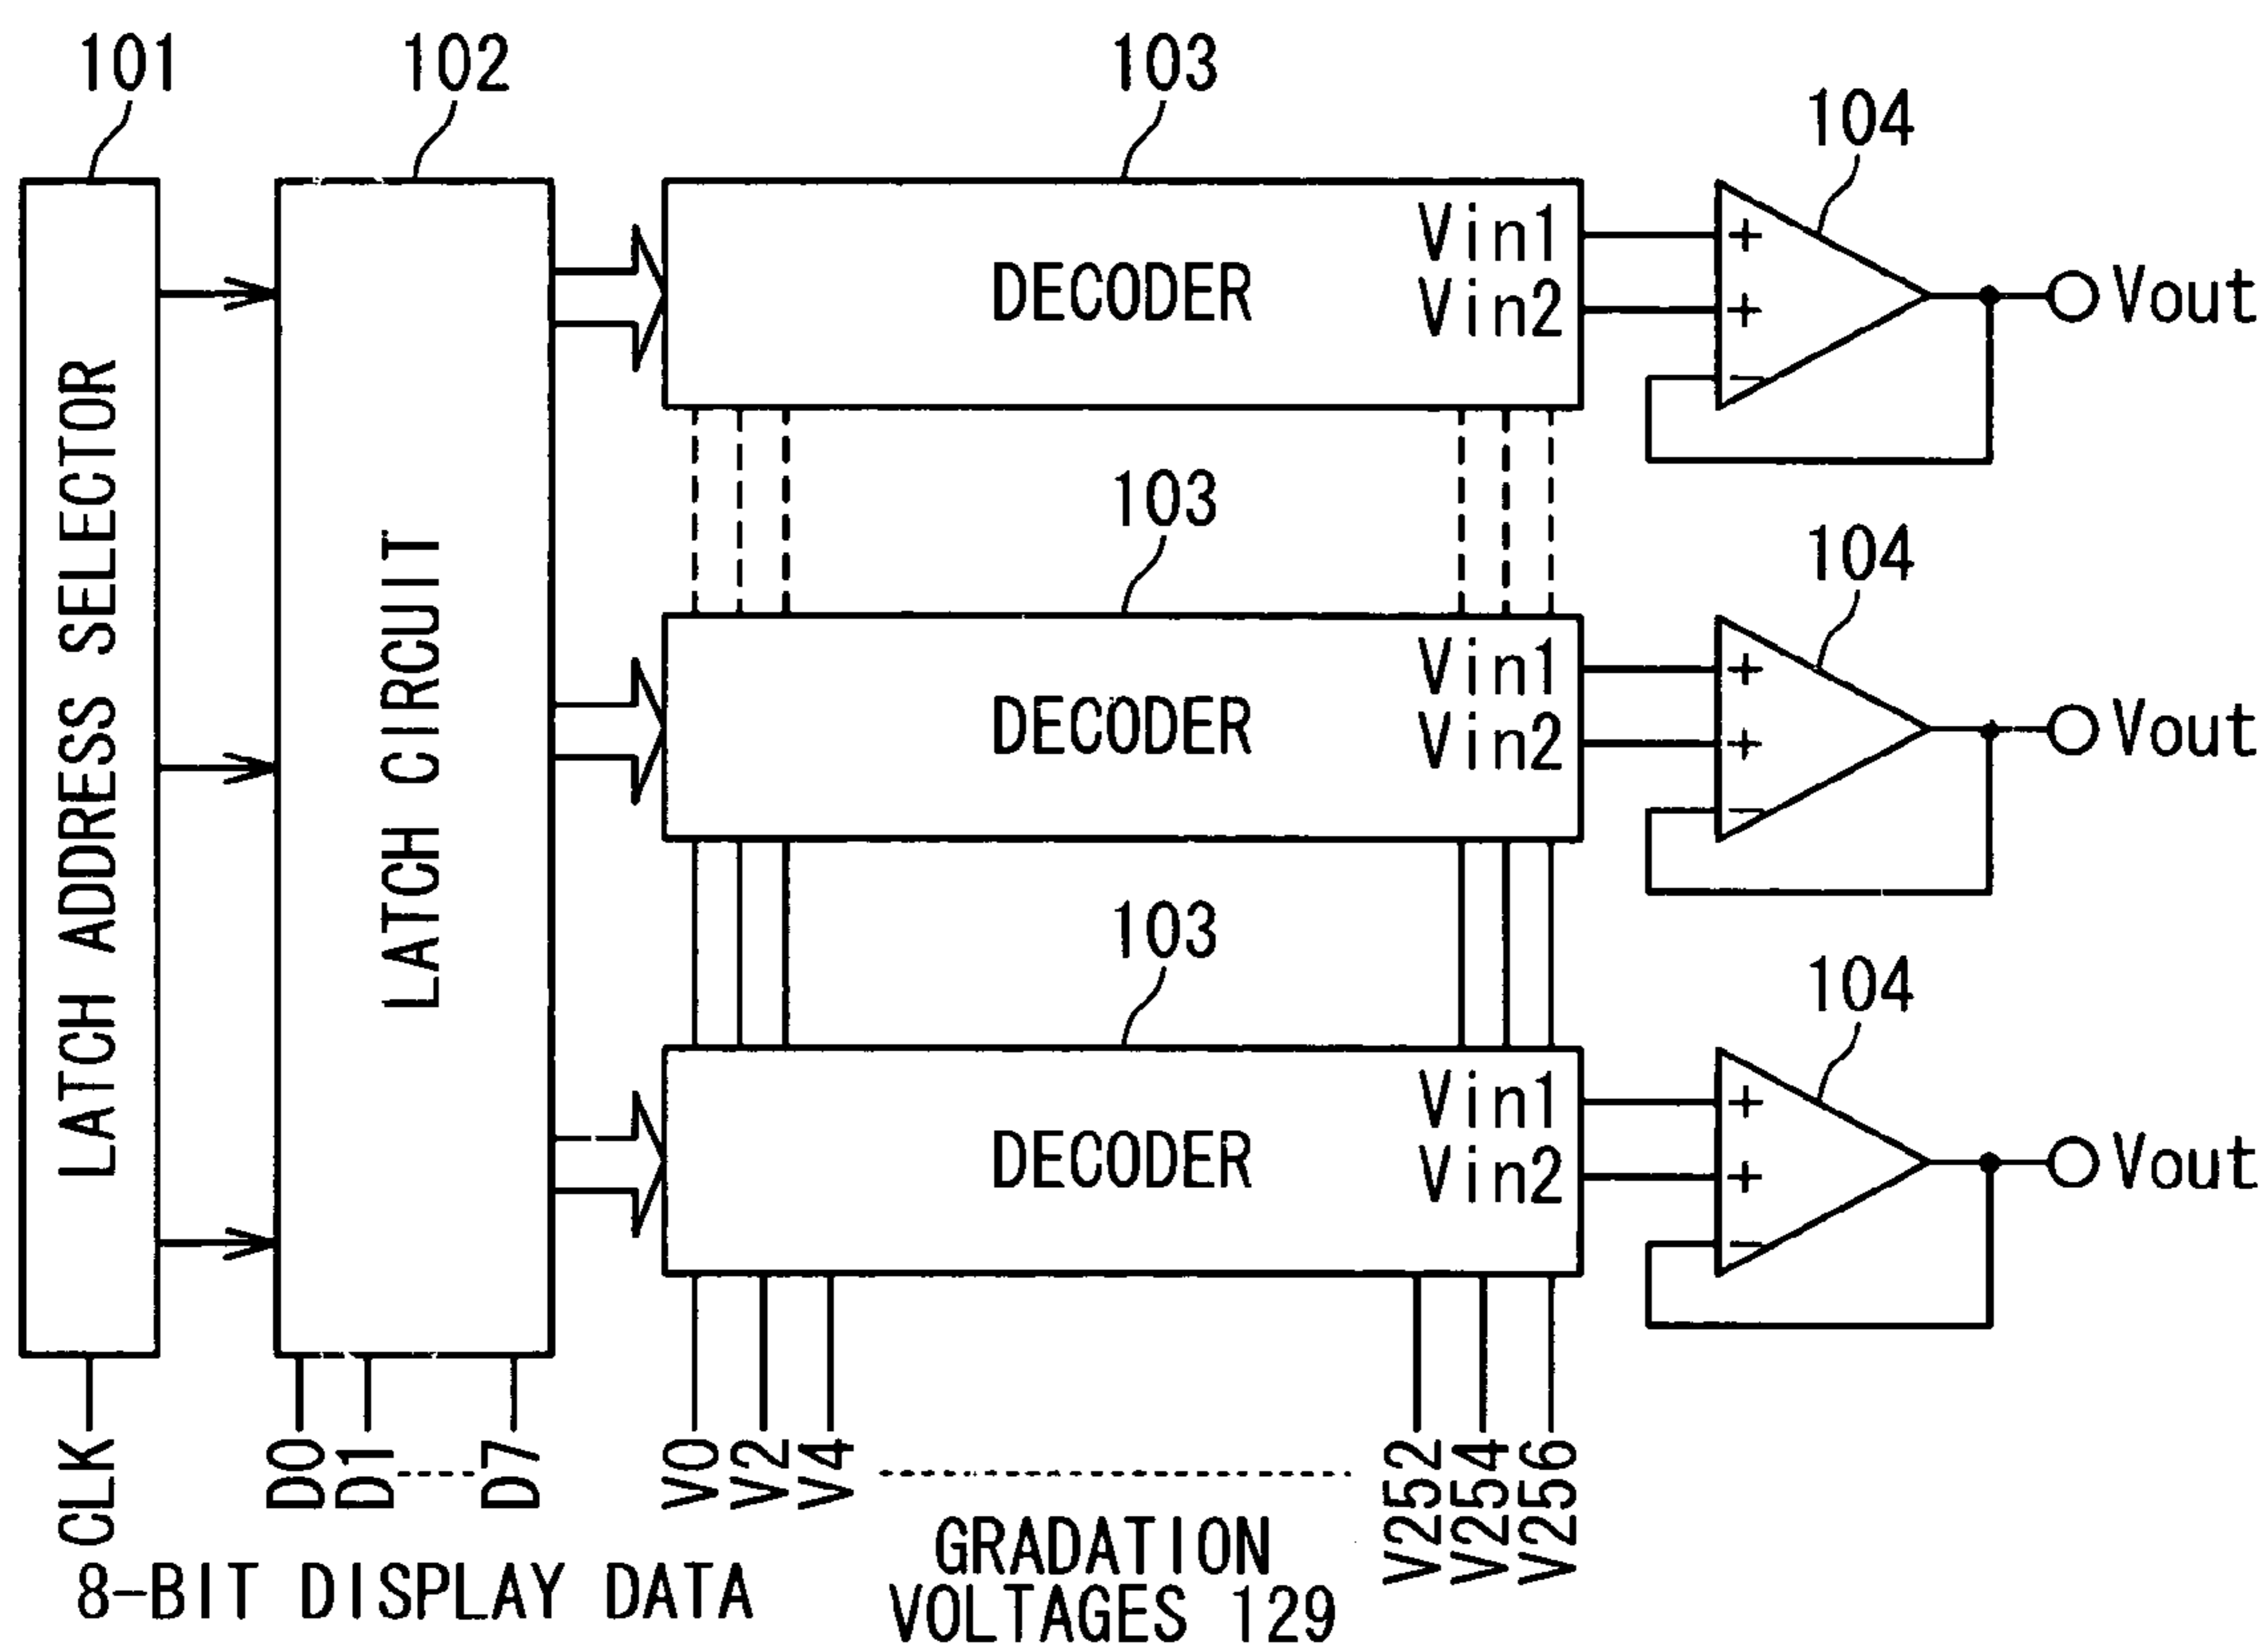 101
102
103
104
LATCH ADDRESS SELECTOR
LATCH CIRCUIT
DECODER
Vin1
Vin2
+
+
−
Vout
103
104
DECODER
Vin1
Vin2
+
+
−
Vout
103
104
DECODER
Vin1
Vin2
+
+
−
Vout
CLK
D0
D1
D7
V0
V2
V4
V252
V254
V256
8-BIT DISPLAY DATA
GRADATION
VOLTAGES 129